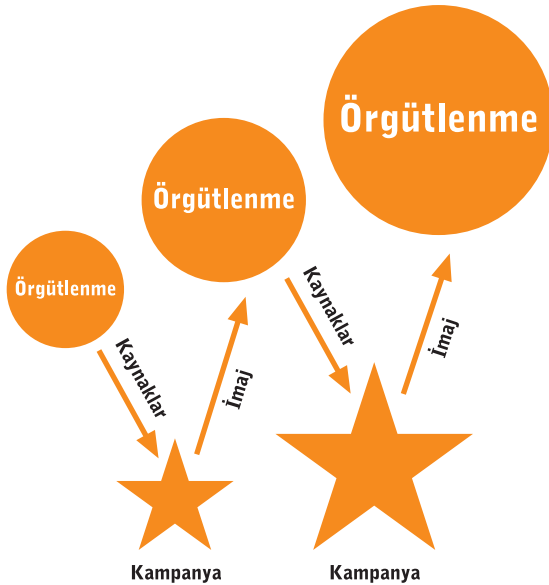 Örgütlenme
Örgütlenme
Örgütlenme
Kaynaklar
İmaj
Kaynaklar
İmaj
Kampanya
Kampanya